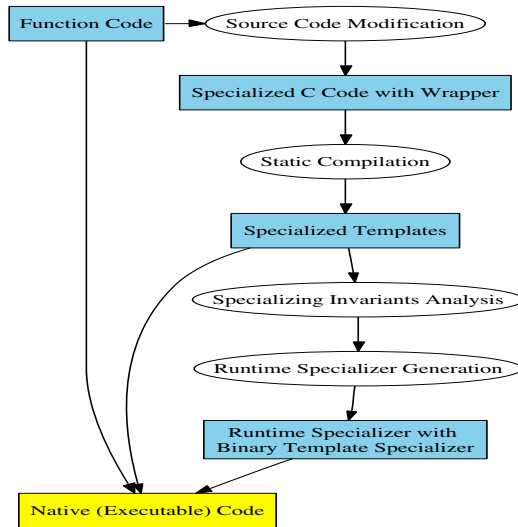 Function Code
Source Code Modification
Specialized C Code with Wrapper
Static Compilation
Specialized Templates
Specializing Invariants Analysis
Runtime Specializer Generation
Runtime Specializer with
Binary Template Specializer
Native (Executable) Code